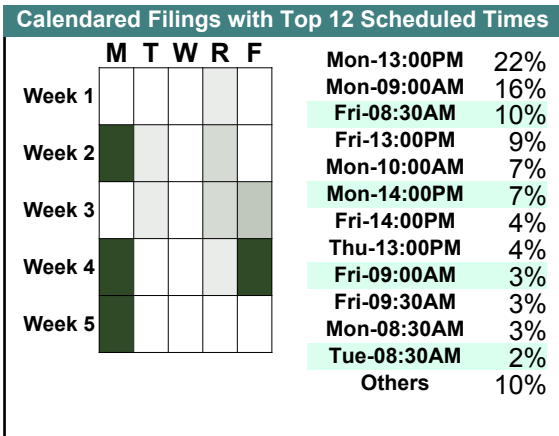 Calendared Filings with Top 12 Scheduled Times
M T W R F
Week 1
Week 2
Week 3
Week 4
Week 5
Mon-13:00PM 22%
Mon-09:00AM 16%
Fri-08:30AM 10%
Fri-13:00PM 9%
Mon-10:00AM 7%
Mon-14:00PM 7%
Fri-14:00PM 4%
Thu-13:00PM 4%
Fri-09:00AM 3%
Fri-09:30AM 3%
Mon-08:30AM 3%
Tue-08:30AM 2%
Others 10%